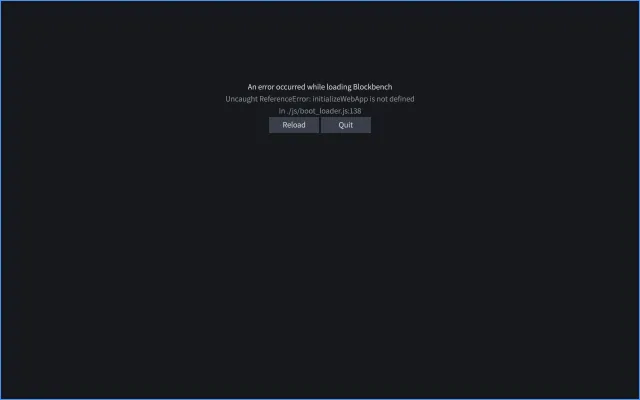 An error occurred while loading Blockbench
Uncaught ReferenceError: initializeWebApp is not defined
In ./js/boot_loader.js:138
Reload Quit